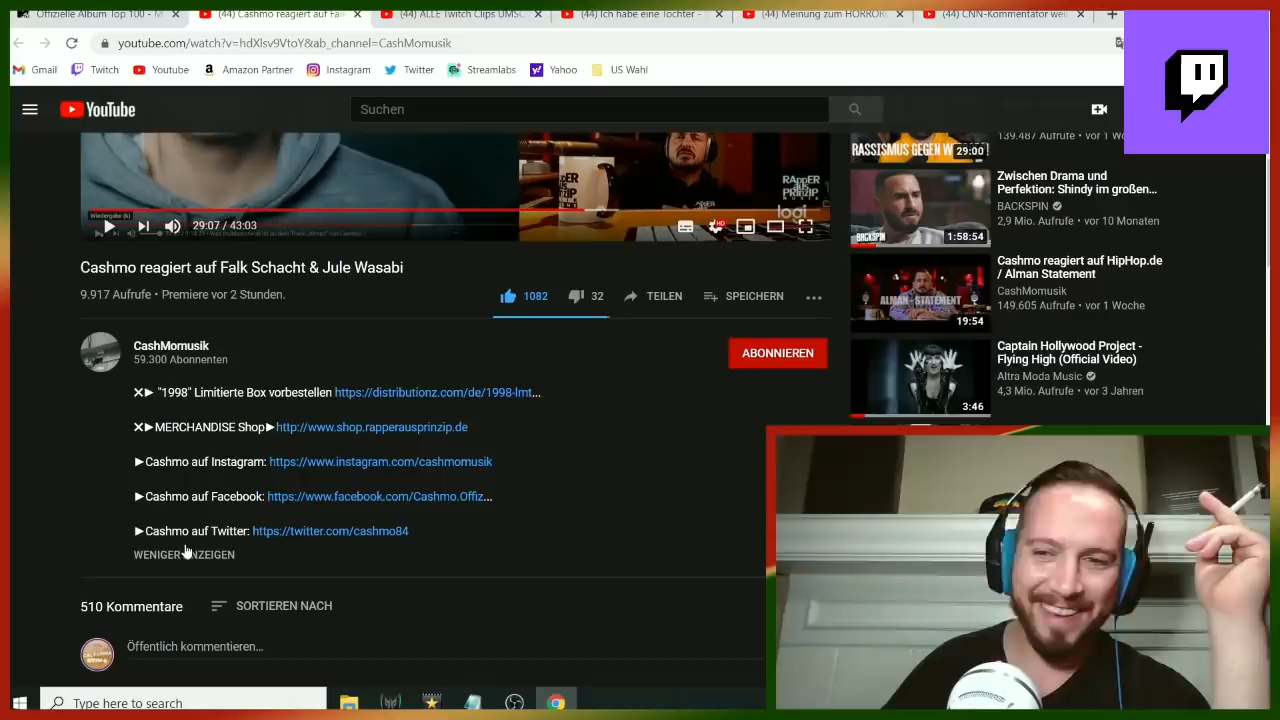 Offizielle Album Top 100 - M
(44) Cashmo reagiert auf Fal
(44) ALLE Twitch Clips UMSO
(44) Ich habe eine Tochter -
(44) Meinung zum HORROR
(44) CNN-Kommentator wei
youtube.com/watch?v=hdXlsv9VtoY&ab_channel=CashMomusik
Gmail
Twitch
Youtube
Amazon Partner
Instagram
Twitter
Streamlabs
Yahoo
US Wahl
YouTube
Suchen
RAPPER AUS PRINZIP
logi
Wiedergabe (k)
29:07 / 43:03
HD
Cashmo reagiert auf Falk Schacht & Jule Wasabi
9.917 Aufrufe • Premiere vor 2 Stunden.
1082
32
TEILEN
SPEICHERN
CashMomusik
59.300 Abonnenten
ABONNIEREN
✕►"1998" Limitierte Box vorbestellen https://distributionz.com/de/1998-lmt...
✕►MERCHANDISE Shop►http://www.shop.rapperausprinzip.de
►Cashmo auf Instagram: https://www.instagram.com/cashmomusik
►Cashmo auf Facebook: https://www.facebook.com/Cashmo.Offiz...
►Cashmo auf Twitter: https://twitter.com/cashmo84
WENIGER ANZEIGEN
510 Kommentare
SORTIEREN NACH
Öffentlich kommentieren...
139.487 Aufrufe • vor 1 Wo
RASSISMUS GEGEN W
29:00
Zwischen Drama und
Perfektion: Shindy im großen...
BACKSPIN
2,9 Mio. Aufrufe • vor 10 Monaten
BACKSPIN
1:58:54
Cashmo reagiert auf HipHop.de
/ Alman Statement
CashMomusik
149.605 Aufrufe • vor 1 Woche
ALMAN - STATEMENT
19:54
Captain Hollywood Project -
Flying High (Official Video)
Altra Moda Music
4,3 Mio. Aufrufe • vor 3 Jahren
3:46
Type here to search